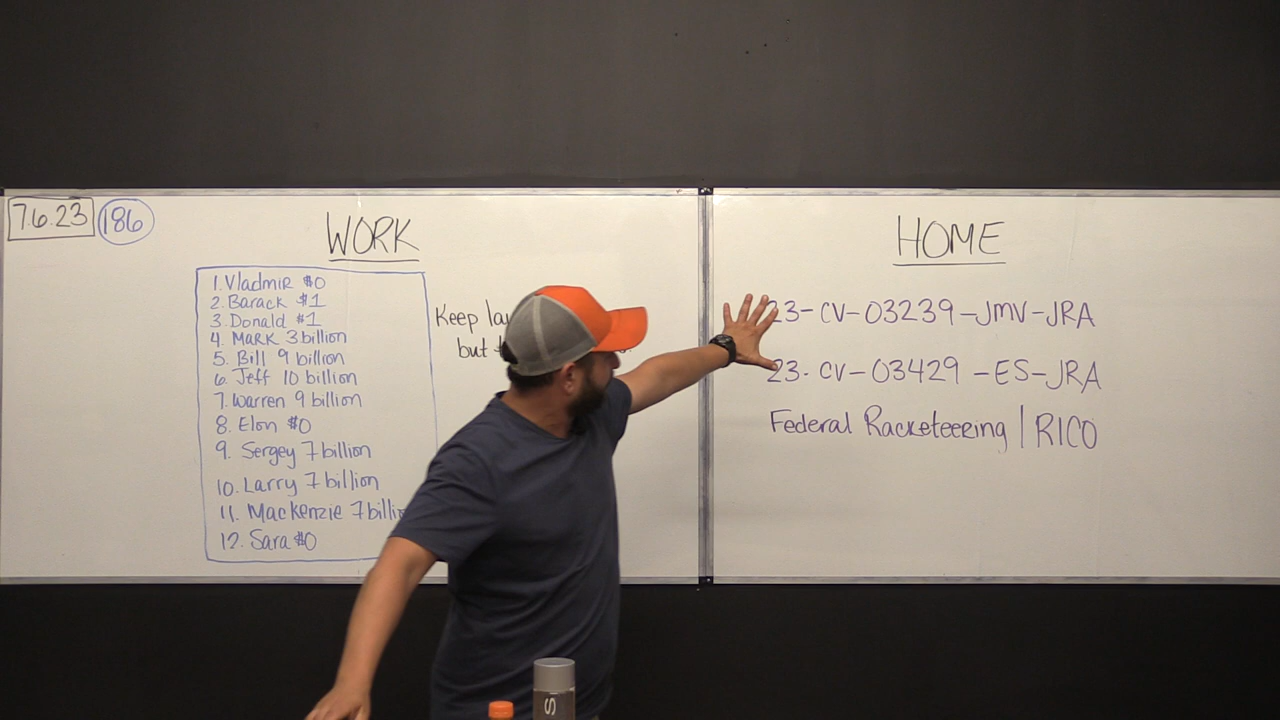 7.6.23 186
WORK
1. Vladmir $0
2. Barack $1
3. Donald $1
4. Mark 3 billion
5. Bill 9 billion
6. Jeff 10 billion
7. Warren 9 billion
8. Elon $0
9. Sergey 7 billion
10. Larry 7 billion
11. Mackenzie 7 billi
12. Sara $0
Keep
but
HOME
23-CV-03239-JMV-JRA
23-CV-03429-ES-JRA
Federal Racketeering | RICO
S